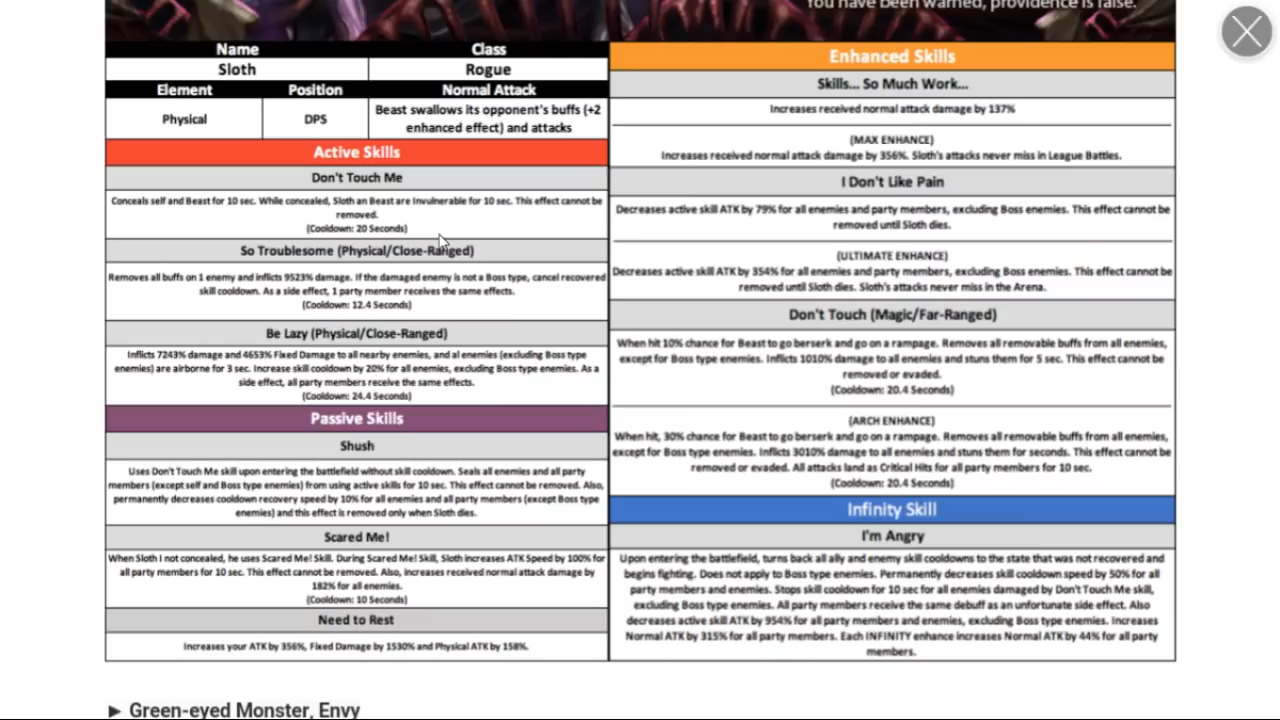 You have been warned, providence is false.
Name Class
Sloth Rogue
Element Position Normal Attack
Physical DPS Beast swallows its opponent's buffs (+2
enhanced effect) and attacks
Active Skills
Don't Touch Me
Conceals self and Beast for 10 sec. While concealed, Sloth an Beast are Invulnerable for 10 sec. This effect cannot be
removed.
(Cooldown: 20 Seconds)
So Troublesome (Physical/Close-Ranged)
Removes all buffs on 1 enemy and inflicts 9523% damage. If the damaged enemy is not a Boss type, cancel recovered
skill cooldown. As a side effect, 1 party member receives the same effects.
(Cooldown: 12.4 Seconds)
Be Lazy (Physical/Close-Ranged)
Inflicts 7243% damage and 4653% Fixed Damage to all nearby enemies, and al enemies (excluding Boss type
enemies) are airborne for 3 sec. Increase skill cooldown by 20% for all enemies, excluding Boss type enemies. As a
side effect, all party members receive the same effects.
(Cooldown: 24.4 Seconds)
Passive Skills
Shush
Uses Don't Touch Me skill upon entering the battlefield without skill cooldown. Seals all enemies and all party
members (except self and Boss type enemies) from using active skills for 10 sec. This effect cannot be removed. Also,
permanently decreases cooldown recovery speed by 10% for all enemies and all party members (except Boss type
enemies) and this effect is removed only when Sloth dies.
Scared Me!
When Sloth I not concealed, he uses Scared Me! Skill. During Scared Me! Skill, Sloth increases ATK Speed by 100% for
all party members for 10 sec. This effect cannot be removed. Also, increases received normal attack damage by
182% for all enemies.
(Cooldown: 10 Seconds)
Need to Rest
Increases your ATK by 356%, Fixed Damage by 1530% and Physical ATK by 158%.
Enhanced Skills
Skills... So Much Work...
Increases received normal attack damage by 137%
(MAX ENHANCE)
Increases received normal attack damage by 356%. Sloth's attacks never miss in League Battles.
I Don't Like Pain
Decreases active skill ATK by 79% for all enemies and party members, excluding Boss enemies. This effect cannot be
removed until Sloth dies.
(ULTIMATE ENHANCE)
Decreases active skill ATK by 354% for all enemies and party members, excluding Boss enemies. This effect cannot be
removed until Sloth dies. Sloth's attacks never miss in the Arena.
Don't Touch (Magic/Far-Ranged)
When hit 10% chance for Beast to go berserk and go on a rampage. Removes all removable buffs from all enemies,
except for Boss type enemies. Inflicts 1010% damage to all enemies and stuns them for 5 sec. This effect cannot be
removed or evaded.
(Cooldown: 20.4 Seconds)
(ARCH ENHANCE)
When hit, 30% chance for Beast to go berserk and go on a rampage. Removes all removable buffs from all enemies,
except for Boss type enemies. Inflicts 3010% damage to all enemies and stuns them for seconds. This effect cannot be
removed or evaded. All attacks land as Critical Hits for all party members for 10 sec.
(Cooldown: 20.4 Seconds)
Infinity Skill
I'm Angry
Upon entering the battlefield, turns back all ally and enemy skill cooldowns to the state that was not recovered and
begins fighting. Does not apply to Boss type enemies. Permanently decreases skill cooldown speed by 50% for all
party members and enemies. Stops skill cooldown for 10 sec for all enemies damaged by Don't Touch Me skill,
excluding Boss type enemies. All party members receive the same debuff as an unfortunate side effect. Also
decreases active skill ATK by 954% for all party members and enemies, excluding Boss type enemies. Increases
Normal ATK by 315% for all party members. Each INFINITY enhance increases Normal ATK by 44% for all party
members.
► Green-eyed Monster, Envy